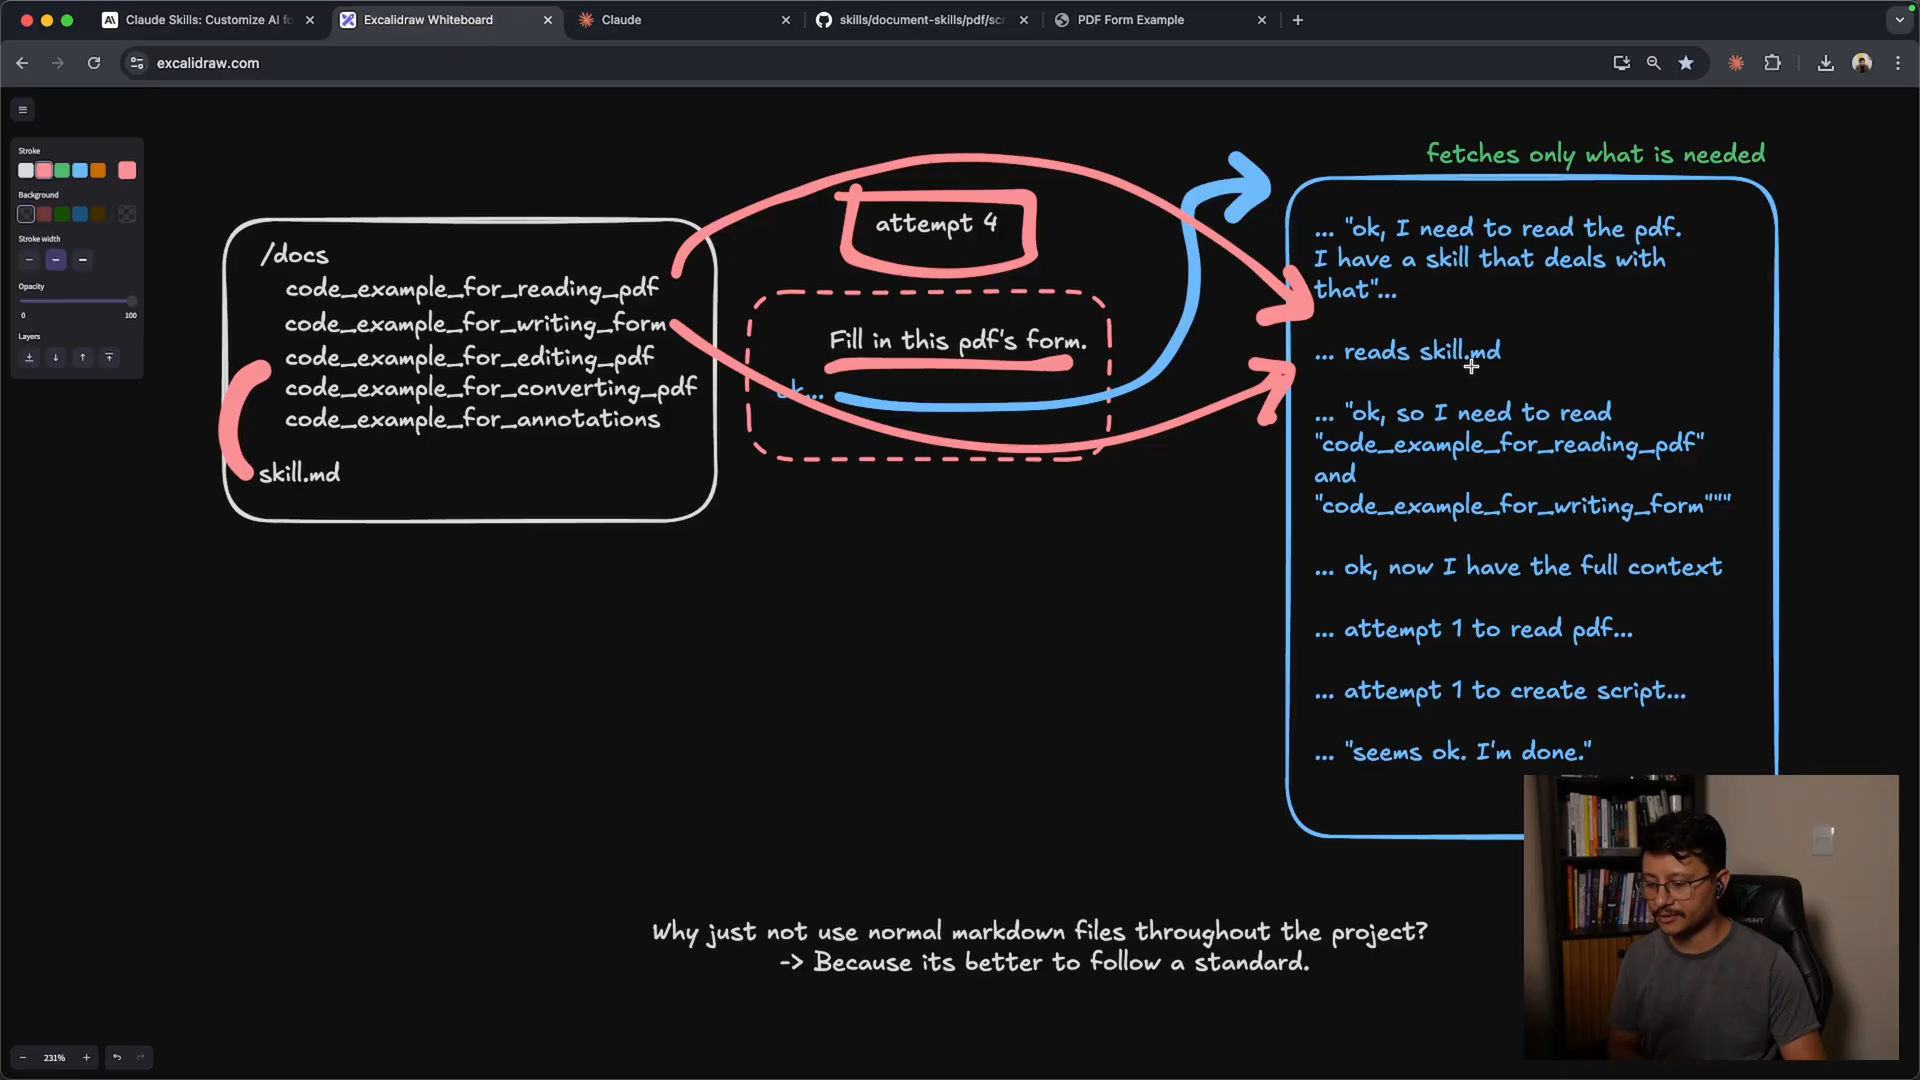 Claude Skills: Customize AI fo
Excalidraw Whiteboard
Claude
skills/document-skills/pdf/scr
PDF Form Example
excalidraw.com
Stroke
Background
Stroke width
Opacity
0 100
Layers
231%
/docs
code_example_for_reading_pdf
code_example_for_writing_form
code_example_for_editing_pdf
code_example_for_converting_pdf
code_example_for_annotations
skill.md
attempt 4
Fill in this pdf's form.
ok...
fetches only what is needed
... "ok, I need to read the pdf.
I have a skill that deals with
that"...
... reads skill.md
... "ok, so I need to read
"code_example_for_reading_pdf"
and
"code_example_for_writing_form"""
... ok, now I have the full context
... attempt 1 to read pdf...
... attempt 1 to create script...
... "seems ok. I'm done."
Why just not use normal markdown files throughout the project?
-> Because its better to follow a standard.